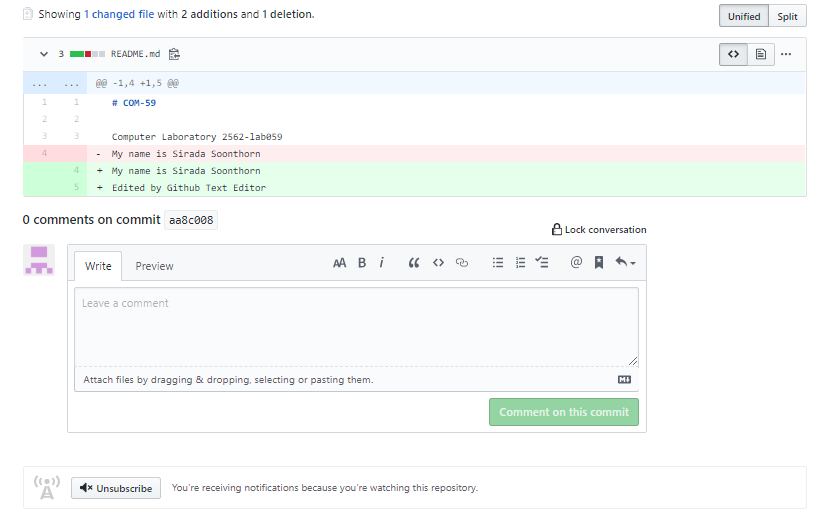 Showing 1 changed file with 2 additions and 1 deletion.
Unified Split
3 README.md
... ... @@ -1,4 +1,5 @@
1 1 # COM-59
2 2
3 3 Computer Laboratory 2562-lab059
4 - My name is Sirada Soonthorn
4 + My name is Sirada Soonthorn
5 + Edited by Github Text Editor
0 comments on commit aa8c008
Lock conversation
Write Preview
Leave a comment
Attach files by dragging & dropping, selecting or pasting them.
Comment on this commit
Unsubscribe You're receiving notifications because you're watching this repository.